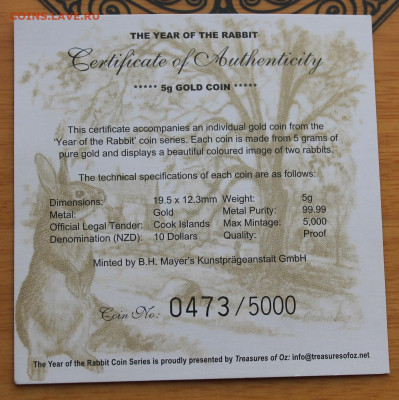 COINS.LAVE.RU
THE YEAR OF THE RABBIT
Certificate of Authenticity
***** 5g GOLD COIN *****
This certificate accompanies an individual gold coin from the
'Year of the Rabbit' coin series. Each coin is made from 5 grams of
pure gold and displays a beautiful coloured image of two rabbits.
The technical specifications of each coin are as follows:
Dimensions: 19.5 x 12.3mm Weight: 5g
Metal: Gold Metal Purity: 99.99
Official Legal Tender: Cook Islands Max Mintage: 5,000
Denomination (NZD): 10 Dollars Quality: Proof
Minted by B.H. Mayer's Kunstprägeanstalt GmbH
Coin No: 0473/5000
The Year of the Rabbit Coin Series is proudly presented by Treasures of Oz: info@treasuresofoz.net